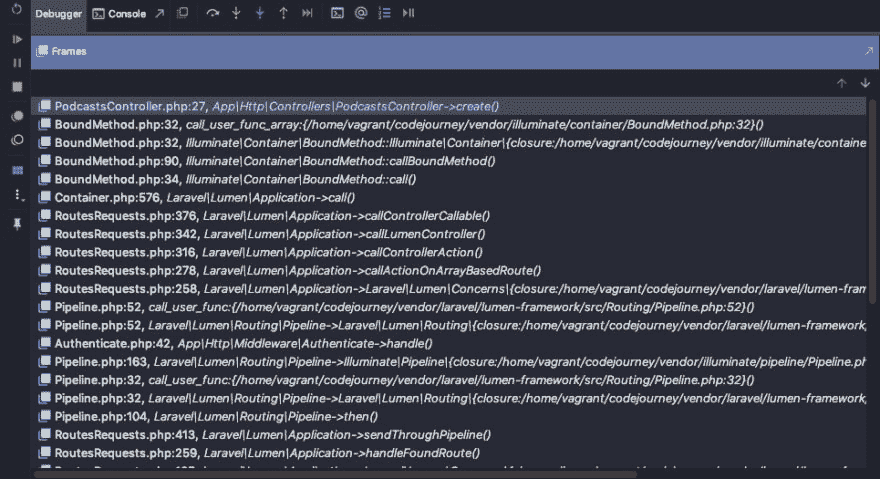 Debugger Console
Frames
PodcastsController.php:27, App\Http\Controllers\PodcastsController->create()
BoundMethod.php:32, call_user_func_array:{/home/vagrant/codejourney/vendor/illuminate/container/BoundMethod.php:32}()
BoundMethod.php:32, Illuminate\Container\BoundMethod::Illuminate\Container\{closure:/home/vagrant/codejourney/vendor/illuminate/containe
BoundMethod.php:90, Illuminate\Container\BoundMethod::callBoundMethod()
BoundMethod.php:34, Illuminate\Container\BoundMethod::call()
Container.php:576, Laravel\Lumen\Application->call()
RoutesRequests.php:376, Laravel\Lumen\Application->callControllerCallable()
RoutesRequests.php:342, Laravel\Lumen\Application->callLumenController()
RoutesRequests.php:316, Laravel\Lumen\Application->callControllerAction()
RoutesRequests.php:278, Laravel\Lumen\Application->callActionOnArrayBasedRoute()
RoutesRequests.php:258, Laravel\Lumen\Application->Laravel\Lumen\Concerns\{closure:/home/vagrant/codejourney/vendor/laravel/lumen-fram
Pipeline.php:52, call_user_func:{/home/vagrant/codejourney/vendor/laravel/lumen-framework/src/Routing/Pipeline.php:52}()
Pipeline.php:52, Laravel\Lumen\Routing\Pipeline->Laravel\Lumen\Routing\{closure:/home/vagrant/codejourney/vendor/laravel/lumen-framework,
Authenticate.php:42, App\Http\Middleware\Authenticate->handle()
Pipeline.php:163, Laravel\Lumen\Routing\Pipeline->Illuminate\Pipeline\{closure:/home/vagrant/codejourney/vendor/illuminate/pipeline/Pipeline.ph
Pipeline.php:32, call_user_func:{/home/vagrant/codejourney/vendor/laravel/lumen-framework/src/Routing/Pipeline.php:32}()
Pipeline.php:32, Laravel\Lumen\Routing\Pipeline->Laravel\Lumen\Routing\{closure:/home/vagrant/codejourney/vendor/laravel/lumen-framework,
Pipeline.php:104, Laravel\Lumen\Routing\Pipeline->then()
RoutesRequests.php:413, Laravel\Lumen\Application->sendThroughPipeline()
RoutesRequests.php:259, Laravel\Lumen\Application->handleFoundRoute()